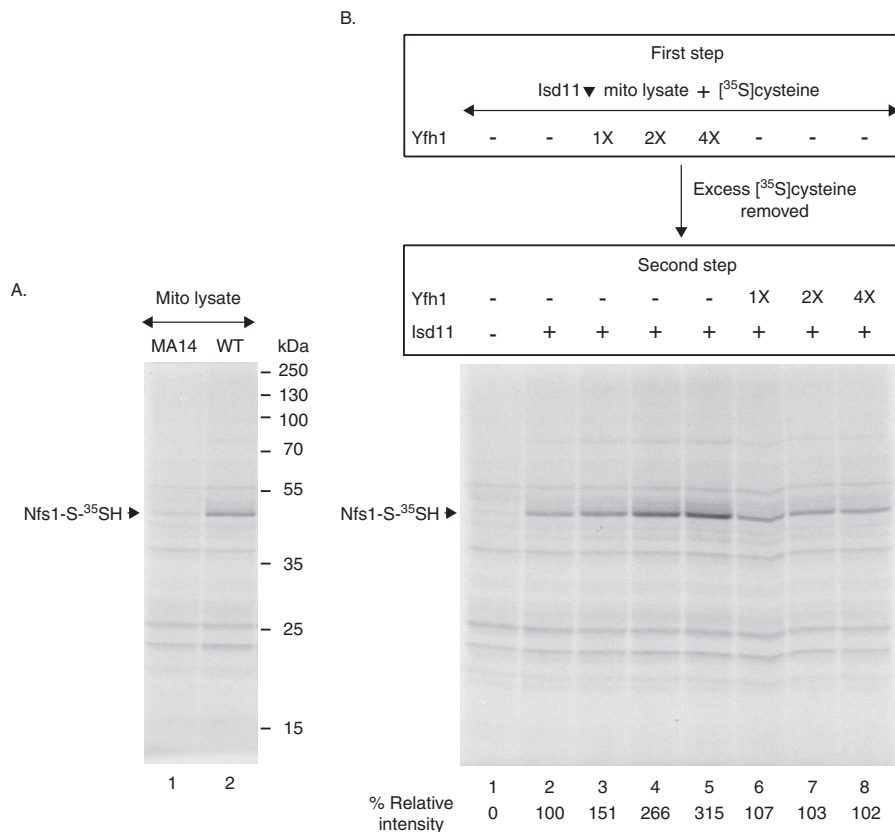 A.
Mito lysate
MA14 WT kDa
250
130
100
70
55
Nfs1-S-³⁵SH
35
25
15
1 2
B.
First step
Isd11▼ mito lysate + [³⁵S]cysteine
Yfh1 - - 1X 2X 4X - - -
Excess [³⁵S]cysteine
removed
Second step
Yfh1 - - - - - 1X 2X 4X
Isd11 - + + + + + + +
Nfs1-S-³⁵SH
1 2 3 4 5 6 7 8
% Relative
intensity 0 100 151 266 315 107 103 102